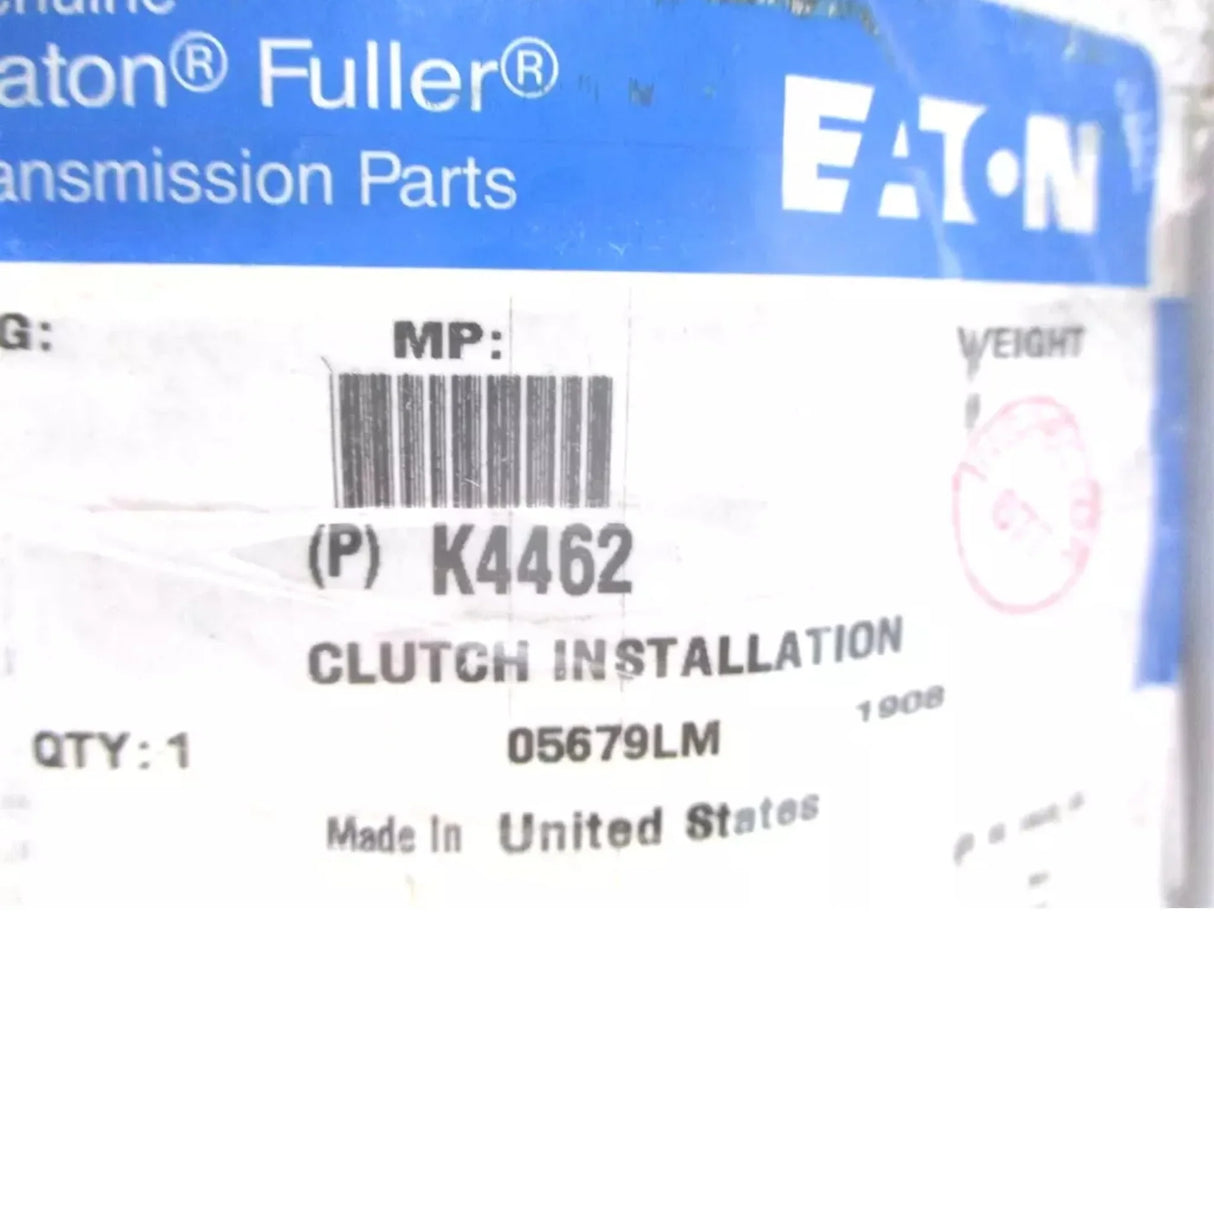 aton® Fuller®
EATON
ansmission Parts
G:
MP:
WEIGHT
(P) K4462
CLUTCH INSTALLATION
1908
QTY: 1
05679LM
Made In United States